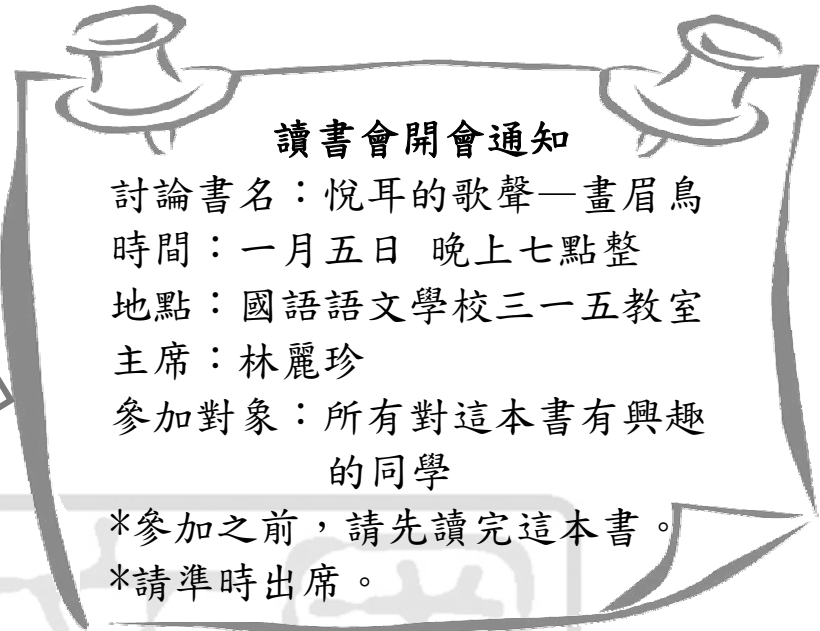 讀書會開會通知
討論書名：悅耳的歌聲—畫眉鳥
時間：一月五日 晚上七點整
地點：國語語文學校三一五教室
主席：林麗珍
參加對象：所有對這本書有興趣
的同學
*參加之前，請先讀完這本書。
*請準時出席。